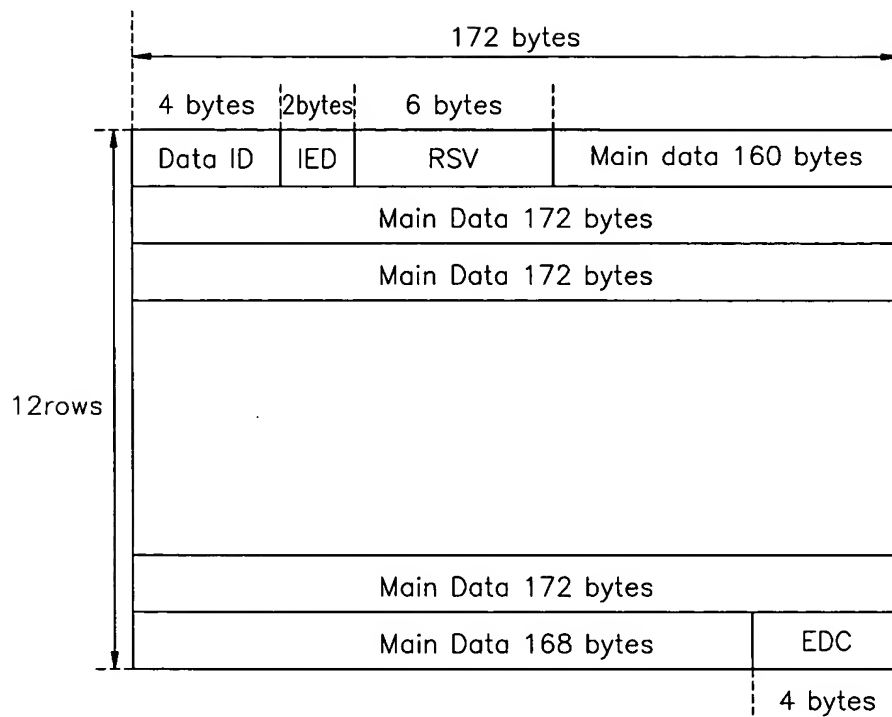 172 bytes
4 bytes 2bytes 6 bytes
Data ID IED RSV Main data 160 bytes
Main Data 172 bytes
Main Data 172 bytes
12rows
Main Data 172 bytes
Main Data 168 bytes EDC
4 bytes